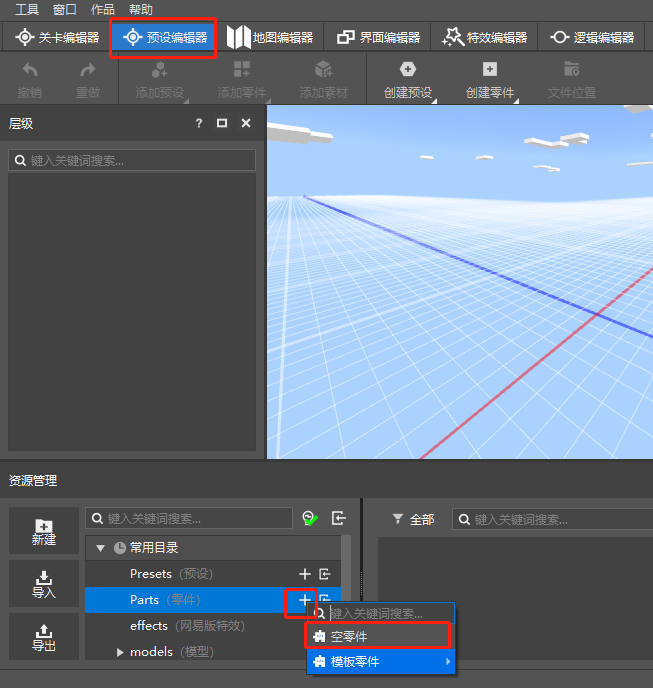 工具 窗口 作品 帮助
关卡编辑器 预设编辑器 地图编辑器 界面编辑器 特效编辑器 逻辑编辑器
撤销 重做 添加预设 添加零件 添加素材 创建预设 创建零件 文件位置
层级 ?
键入关键词搜索...
资源管理
新建 键入关键词搜索... 全部 键入关键词搜索...
常用目录
Presets (预设)
导入 Parts (零件)
键入关键词搜索...
effects (网易版特效) 空零件
导出 models (模型) 模板零件